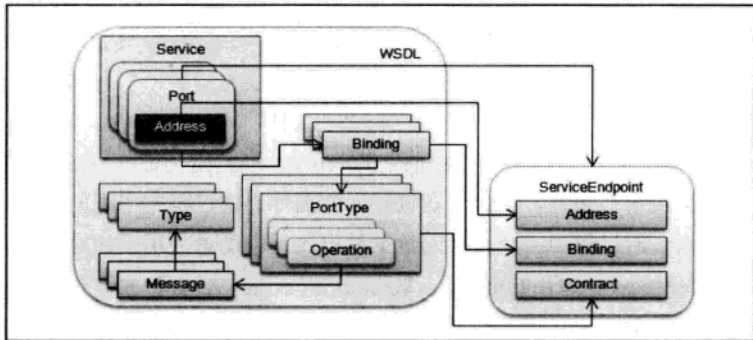 Service
WSDL
Port
Address
Binding
ServiceEndpoint
Type
PortType
Address
Operation
Binding
Message
Contract